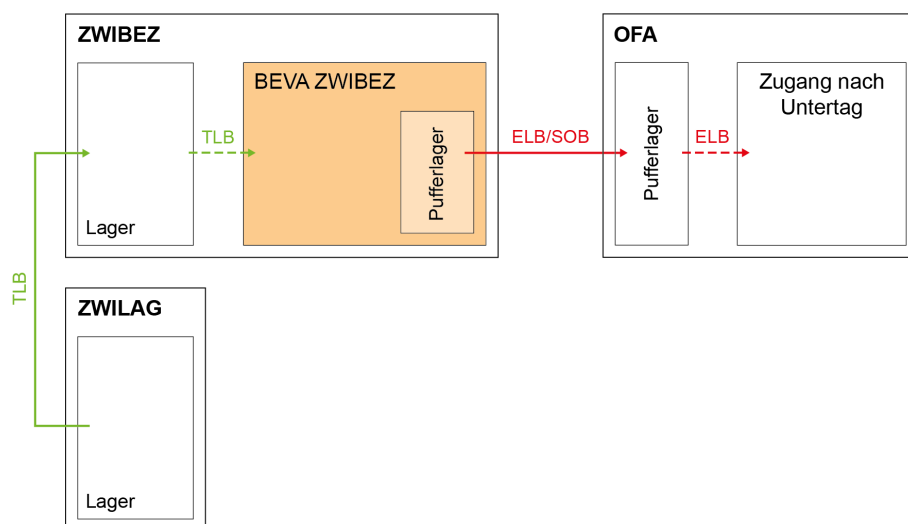 ZWIBEZ
OFA
BEVA ZWIBEZ
Zugang nach
Untertag
TLB
Pufferlager
ELB/SOB
Pufferlager
ELB
Lager
TLB
ZWILAG
Lager